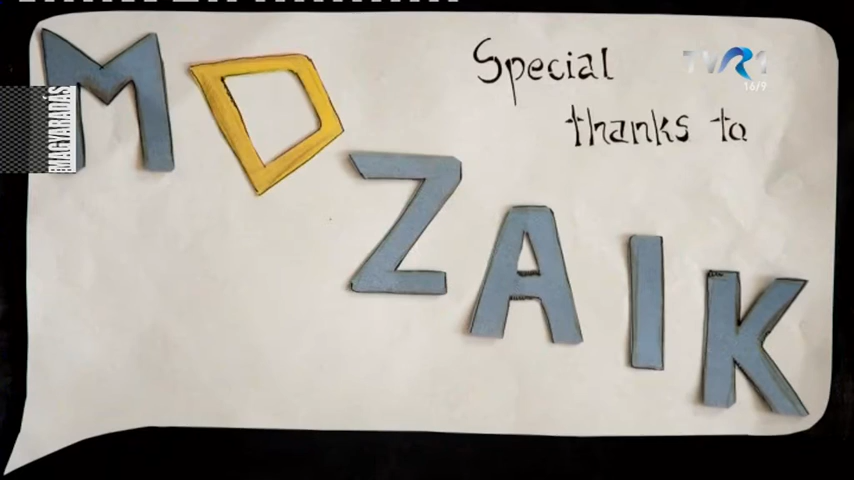 Special
thanks to
MOZAIK
TVR1
16/9
MAGYARADÁS